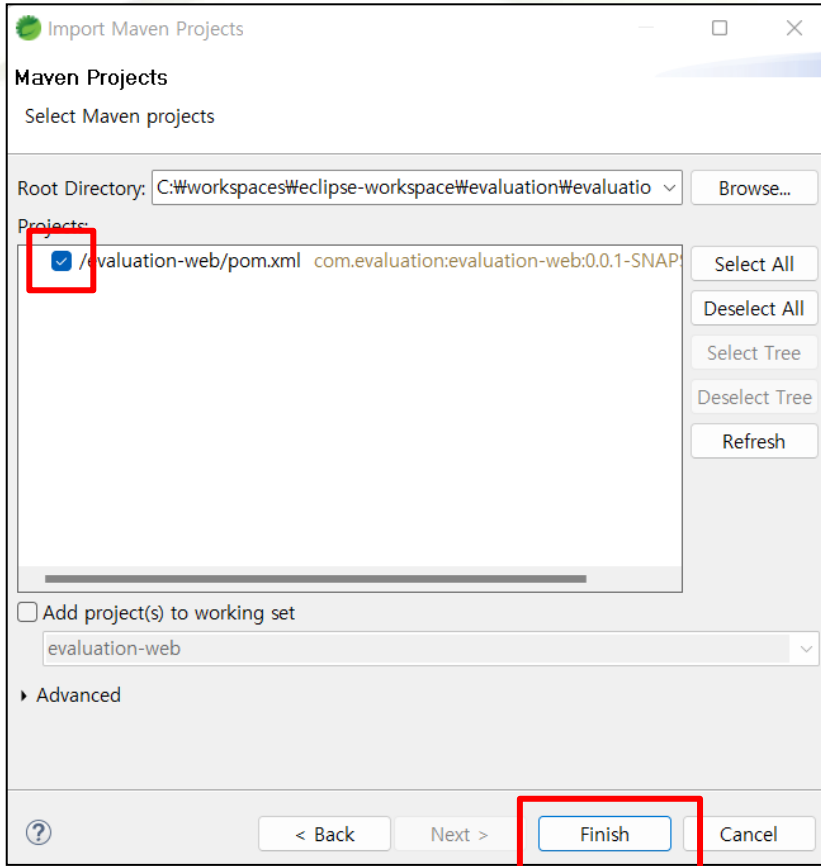 Import Maven Projects
Maven Projects
Select Maven projects
Root Directory: C:₩workspaces₩eclipse-workspace₩evaluation₩evaluatio Browse...
Projects:
/evaluation-web/pom.xml com.evaluation:evaluation-web:0.0.1-SNAPS
Select All
Deselect All
Select Tree
Deselect Tree
Refresh
Add project(s) to working set
evaluation-web
Advanced
? < Back Next > Finish Cancel